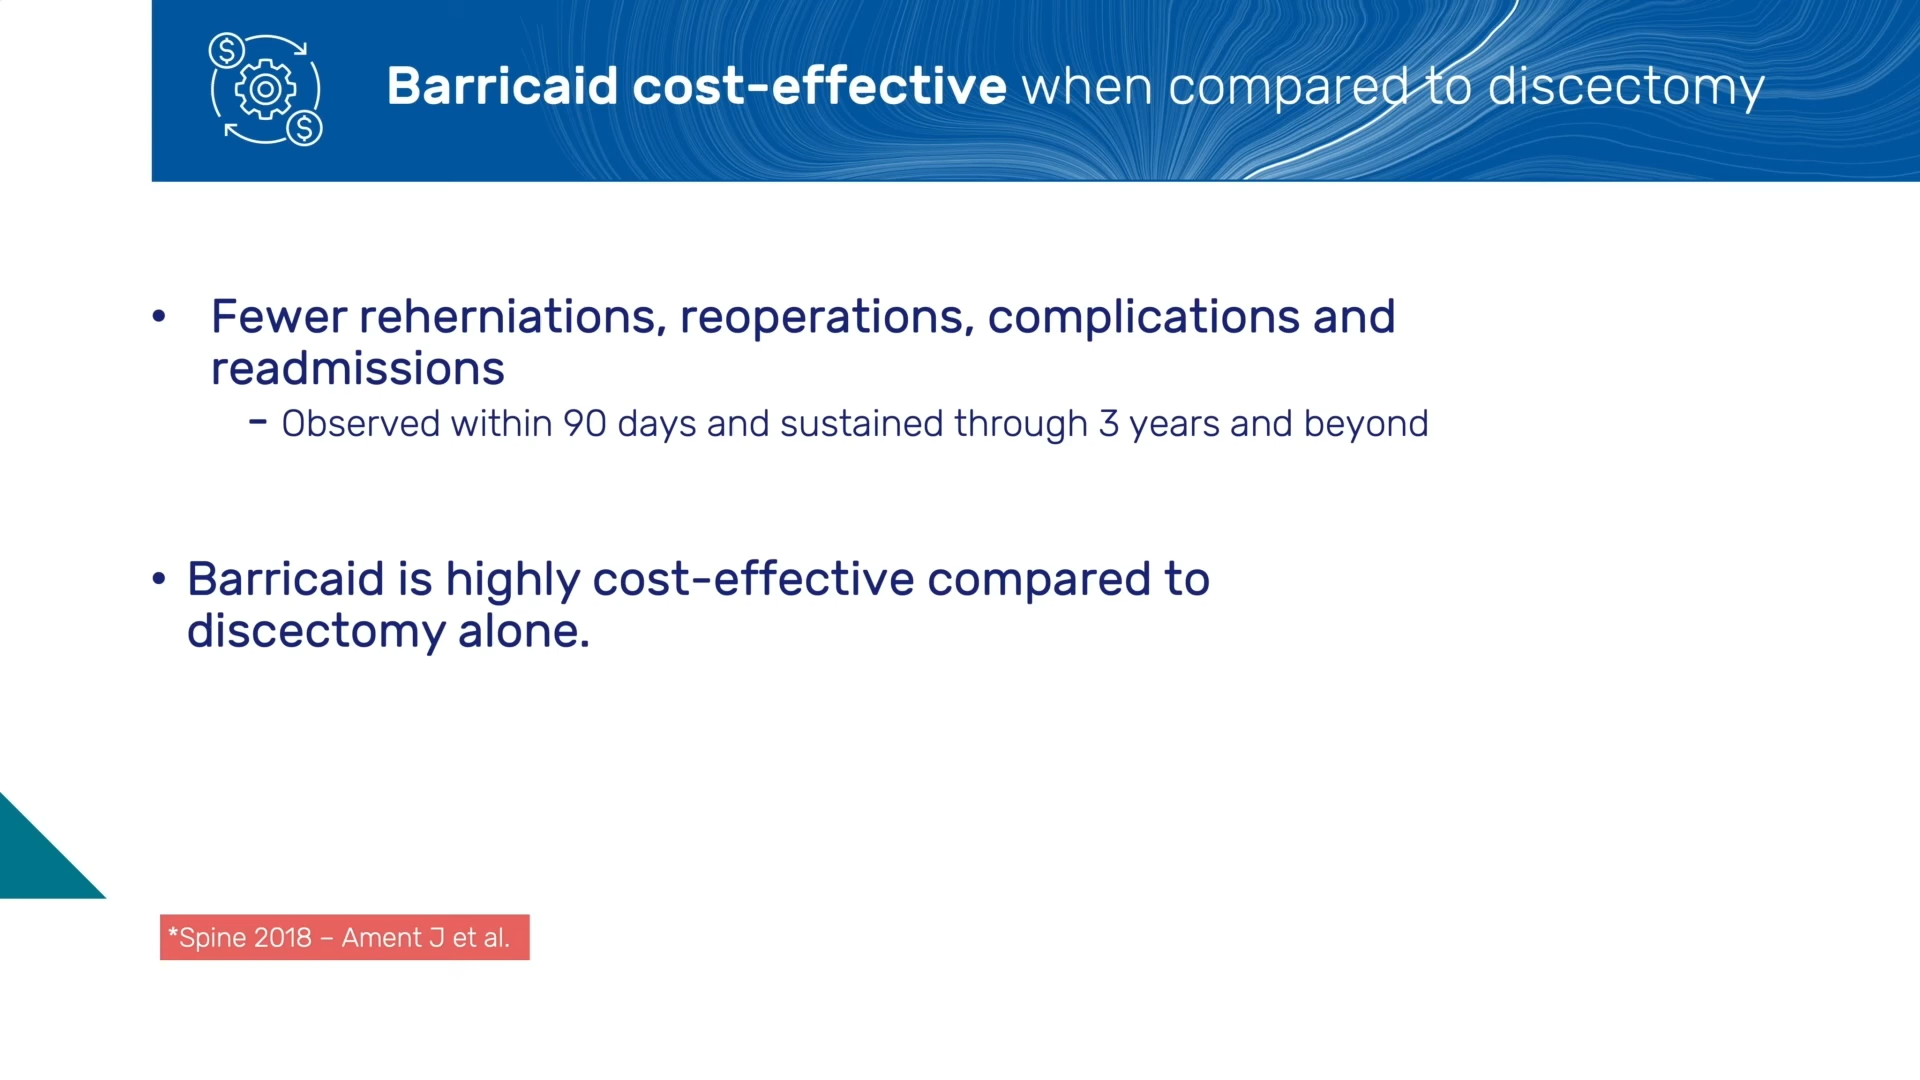 $
$
Barricaid cost-effective when compared to discectomy
• Fewer reherniations, reoperations, complications and
readmissions
– Observed within 90 days and sustained through 3 years and beyond
• Barricaid is highly cost-effective compared to
discectomy alone.
*Spine 2018 – Ament J et al.